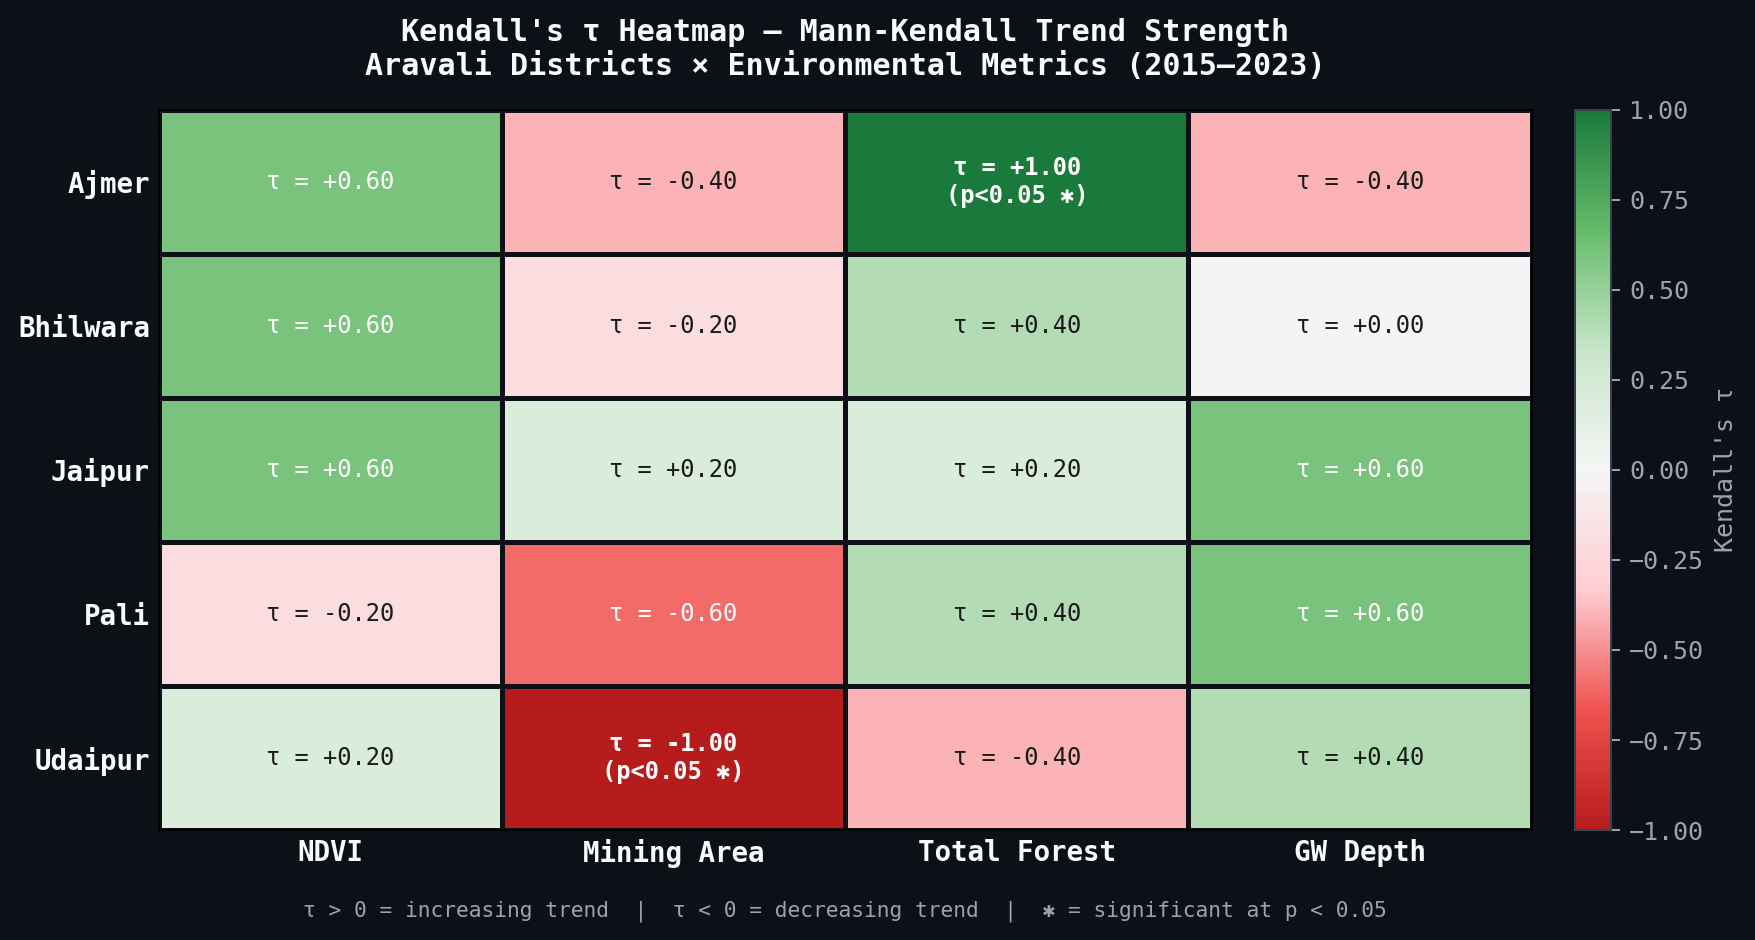 Kendall's τ Heatmap — Mann-Kendall Trend Strength
Aravali Districts × Environmental Metrics (2015–2023)
Ajmer
τ = +0.60
τ = -0.40
τ = +1.00
(p<0.05 ✱)
τ = -0.40
Bhilwara
τ = +0.60
τ = -0.20
τ = +0.40
τ = +0.00
Jaipur
τ = +0.60
τ = +0.20
τ = +0.20
τ = +0.60
Pali
τ = -0.20
τ = -0.60
τ = +0.40
τ = +0.60
Udaipur
τ = +0.20
τ = -1.00
(p<0.05 ✱)
τ = -0.40
τ = +0.40
NDVI
Mining Area
Total Forest
GW Depth
1.00
0.75
0.50
0.25
0.00
−0.25
−0.50
−0.75
−1.00
Kendall's τ
τ > 0 = increasing trend | τ < 0 = decreasing trend | ✱ = significant at p < 0.05